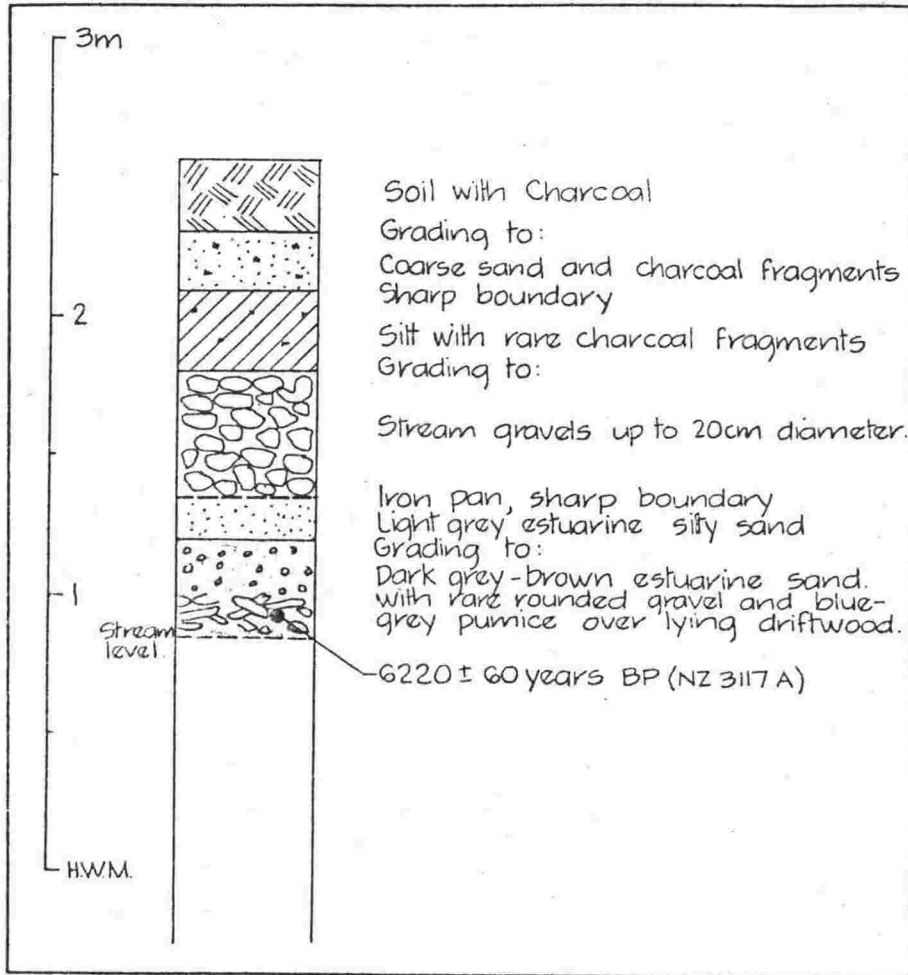 3m
Soil with Charcoal
Grading to:
Coarse sand and charcoal fragments
Sharp boundary
2
Silt with rare charcoal fragments
Grading to:
Stream gravels up to 20cm diameter.
Iron pan, sharp boundary
Light grey estuarine silty sand
Grading to:
Dark grey-brown estuarine sand.
1
with rare rounded gravel and blue-
grey pumice over lying driftwood.
Stream
level.
6220 ± 60 years BP (NZ 3117 A)
H.W.M.